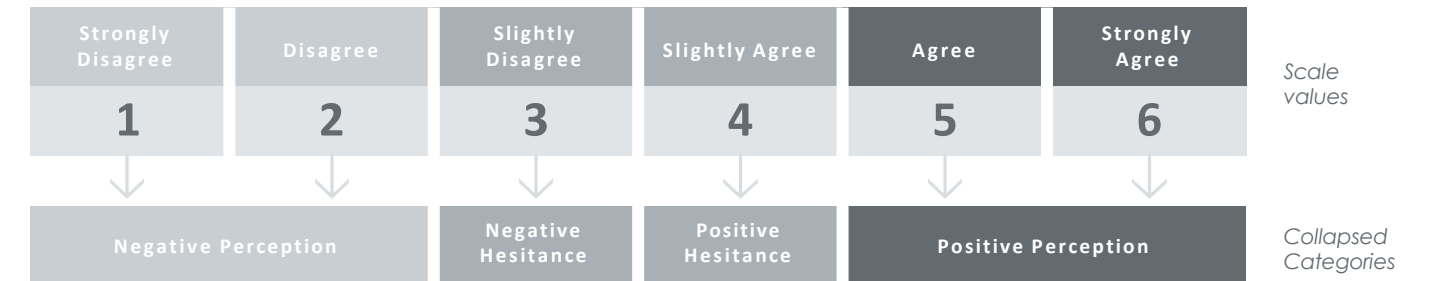 Strongly
Disagree
Disagree
Slightly
Disagree
Slightly Agree
Agree
Strongly
Agree
Scale
values
1
2
3
4
5
6
Negative Perception
Negative
Hesitance
Positive
Hesitance
Positive Perception
Collapsed
Categories